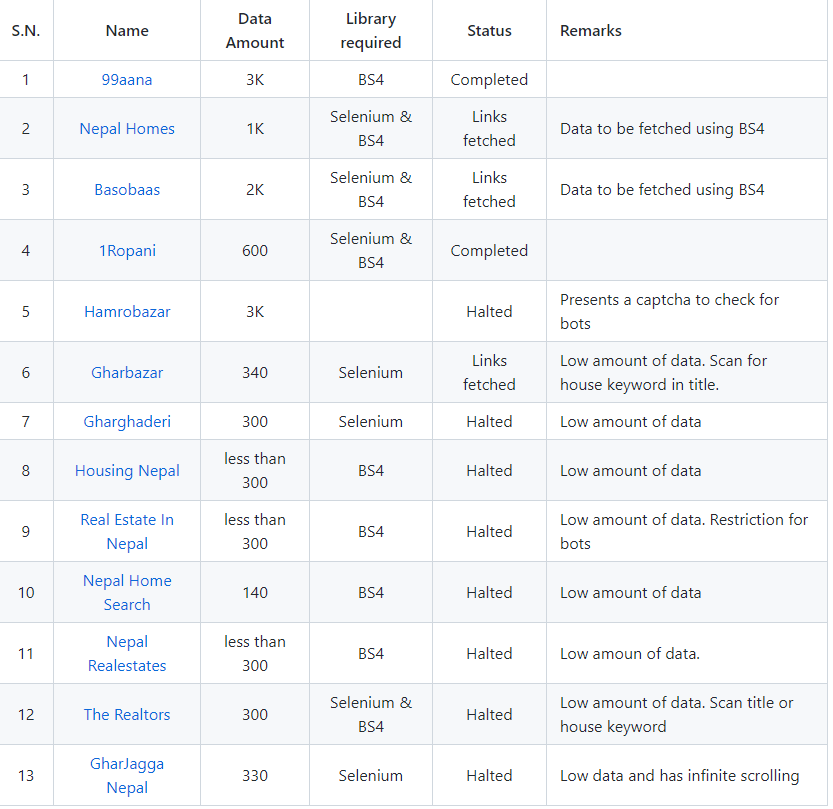 S.N. Name Data Amount Library required Status Remarks
1 99aana 3K BS4 Completed
2 Nepal Homes 1K Selenium & BS4 Links fetched Data to be fetched using BS4
3 Basobaas 2K Selenium & BS4 Links fetched Data to be fetched using BS4
4 1Ropani 600 Selenium & BS4 Completed
5 Hamrobazar 3K Halted Presents a captcha to check for bots
6 Gharbazar 340 Selenium Links fetched Low amount of data. Scan for house keyword in title.
7 Gharghaderi 300 Selenium Halted Low amount of data
8 Housing Nepal less than 300 BS4 Halted Low amount of data
9 Real Estate In Nepal less than 300 BS4 Halted Low amount of data. Restriction for bots
10 Nepal Home Search 140 BS4 Halted Low amount of data
11 Nepal Realestates less than 300 BS4 Halted Low amoun of data.
12 The Realtors 300 Selenium & BS4 Halted Low amount of data. Scan title or house keyword
13 GharJagga Nepal 330 Selenium Halted Low data and has infinite scrolling